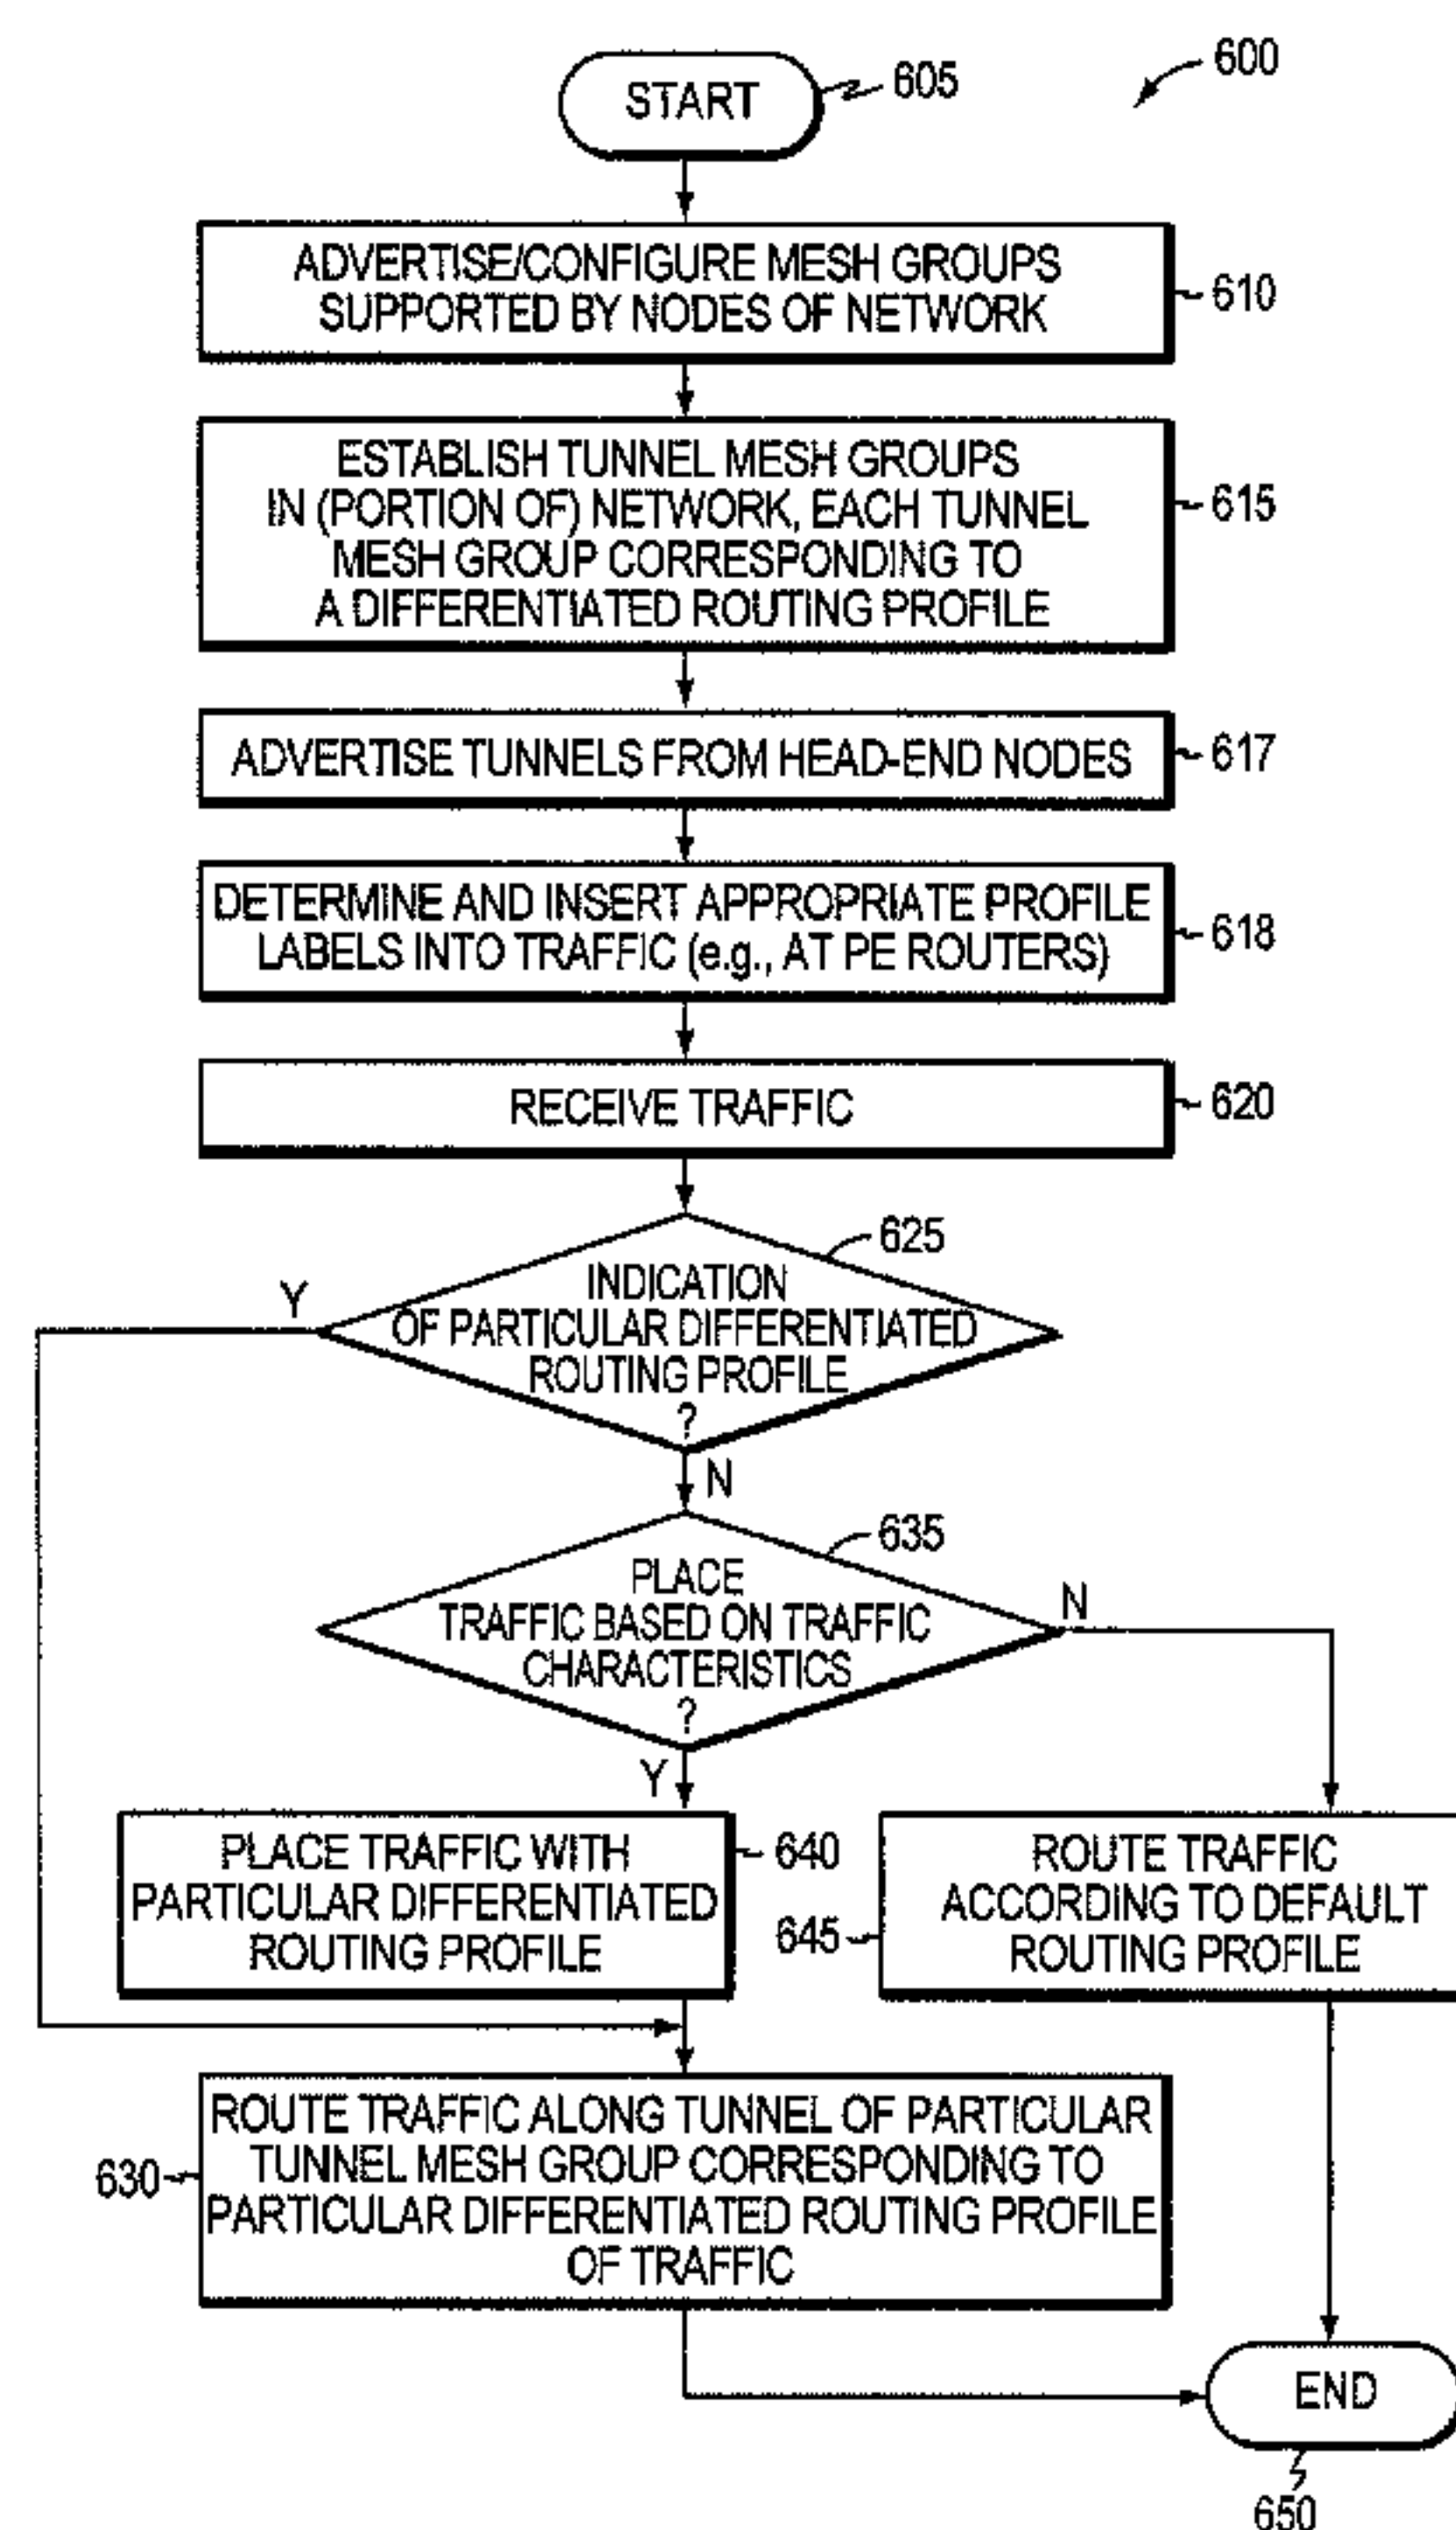 600
START
605
ADVERTISE/CONFIGURE MESH GROUPS
SUPPORTED BY NODES OF NETWORK
610
ESTABLISH TUNNEL MESH GROUPS
IN (PORTION OF) NETWORK, EACH TUNNEL
MESH GROUP CORRESPONDING TO
A DIFFERENTIATED ROUTING PROFILE
615
ADVERTISE TUNNELS FROM HEAD-END NODES
617
DETERMINE AND INSERT APPROPRIATE PROFILE
LABELS INTO TRAFFIC (e.g., AT PE ROUTERS)
618
RECEIVE TRAFFIC
620
625
INDICATION
OF PARTICULAR DIFFERENTIATED
ROUTING PROFILE
?
Y
N
635
PLACE
TRAFFIC BASED ON TRAFFIC
CHARACTERISTICS
?
N
Y
PLACE TRAFFIC WITH
PARTICULAR DIFFERENTIATED
ROUTING PROFILE
640
645
ROUTE TRAFFIC
ACCORDING TO DEFAULT
ROUTING PROFILE
630
ROUTE TRAFFIC ALONG TUNNEL OF PARTICULAR
TUNNEL MESH GROUP CORRESPONDING TO
PARTICULAR DIFFERENTIATED ROUTING PROFILE
OF TRAFFIC
END
650